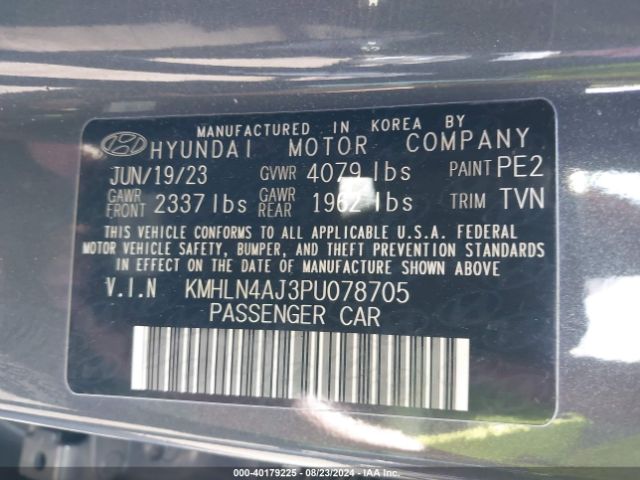 MANUFACTURED IN KOREA BY
HYUNDAI MOTOR COMPANY
JUN/19/23 GVWR 4079 lbs PAINT PE2
GAWR FRONT 2337 lbs GAWR REAR 1962 lbs TRIM TVN
THIS VEHICLE CONFORMS TO ALL APPLICABLE U.S.A. FEDERAL
MOTOR VEHICLE SAFETY, BUMPER, AND THEFT PREVENTION STANDARDS
IN EFFECT ON THE DATE OF MANUFACTURE SHOWN ABOVE
V.I.N KMHLN4AJ3PU078705
PASSENGER CAR
000-40179225 - 08/23/2024 - IAA Inc.